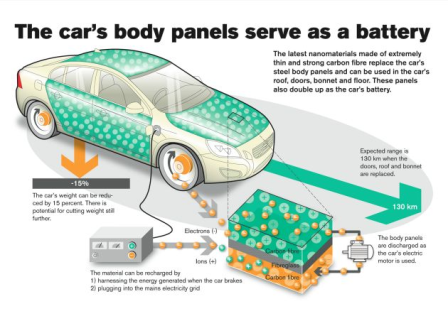 The car's body panels serve as a battery
The latest nanomaterials made of extremely
thin and strong carbon fibre replace the car's
steel body panels and can be used in the car's
roof, doors, bonnet and floor. These panels
also double up as the car's battery.
Expected range is
130 km when the
doors, roof and bonnet
are replaced.
130 km
-15%
The car's weight can be redu-
ced by 15 percent. There is
potential for cutting weight still
further.
Electrons (-)
Ions (+)
Carbon fibre
Fibreglass
Carbon fibre
The body panels
are discharged as
the car's electric
motor is used.
The material can be recharged by
1) harnessing the energy generated when the car brakes
2) plugging into the mains electricity grid